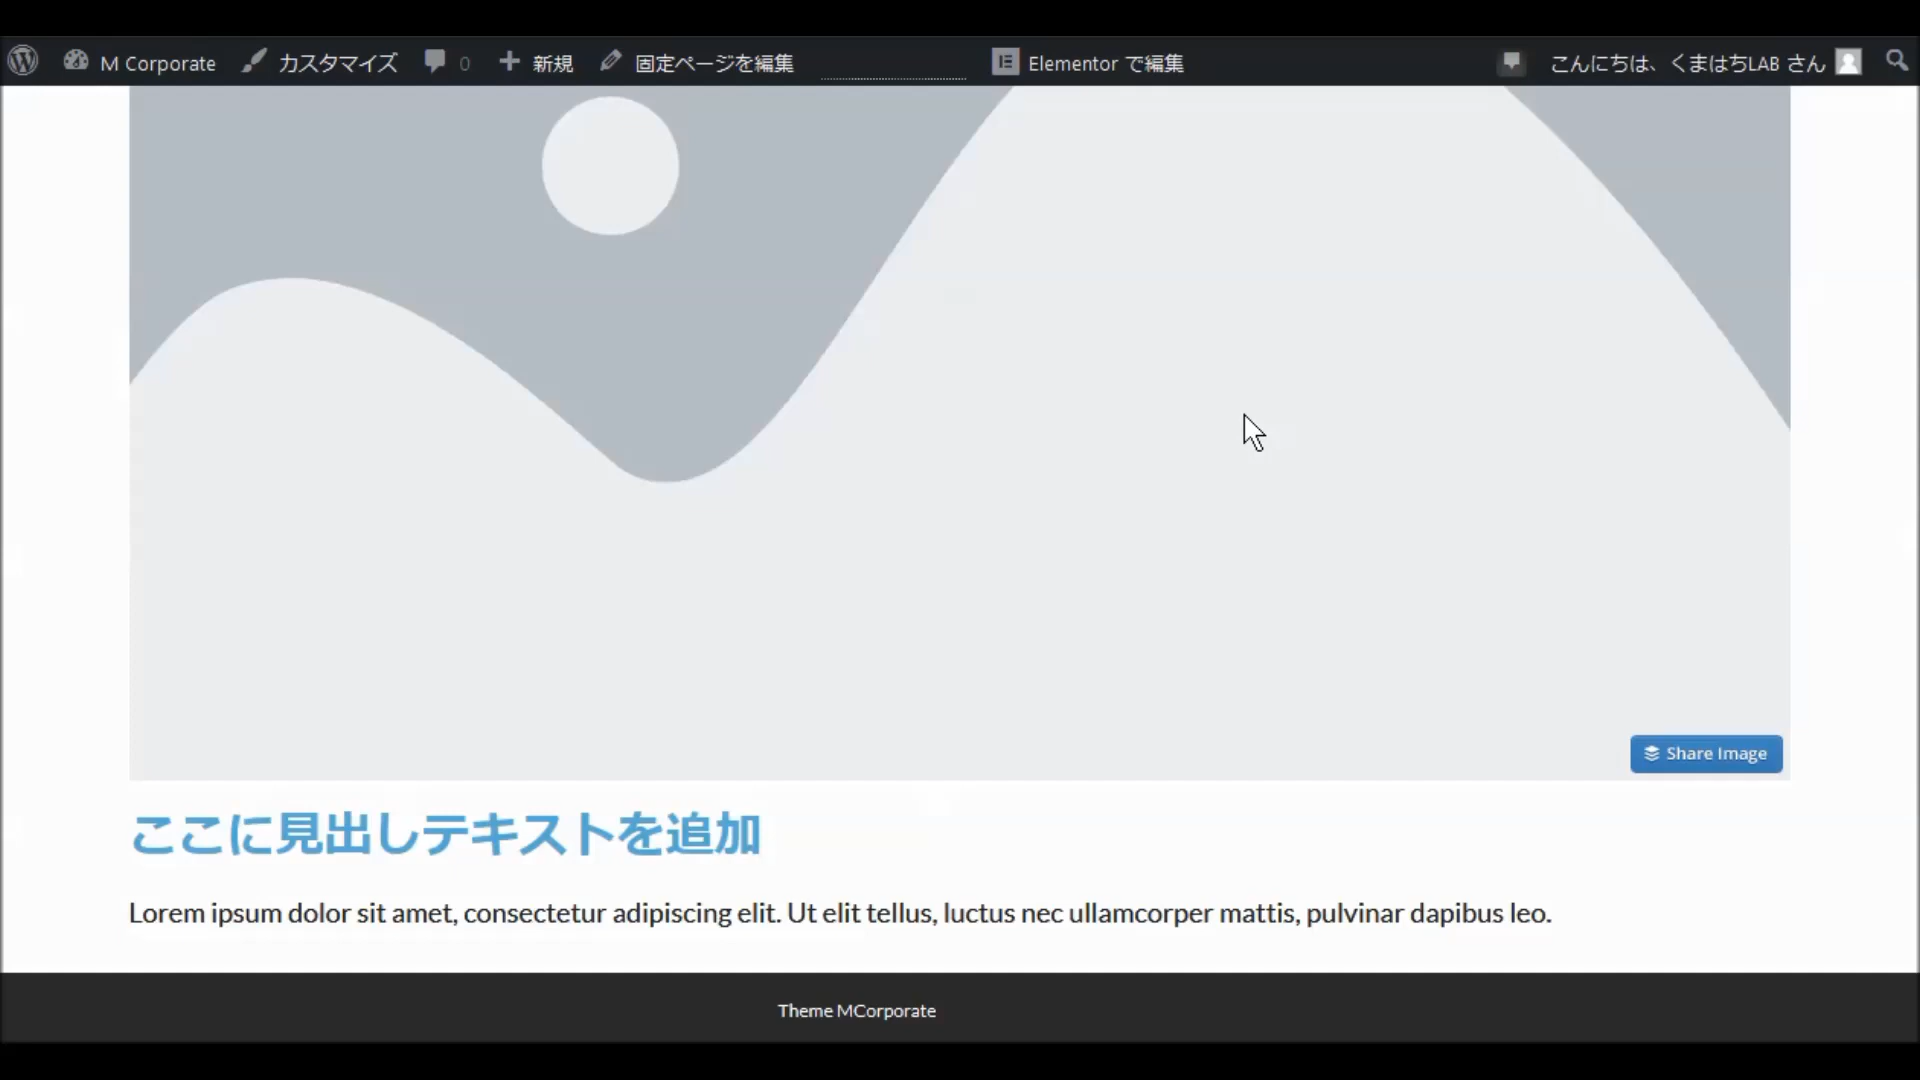 M Corporate カスタマイズ 0 新規 固定ページを編集 Elementor で編集 こんにちは、くまはちLAB さん
Share Image
ここに見出しテキストを追加
Lorem ipsum dolor sit amet, consectetur adipiscing elit. Ut elit tellus, luctus nec ullamcorper mattis, pulvinar dapibus leo.
Theme MCorporate